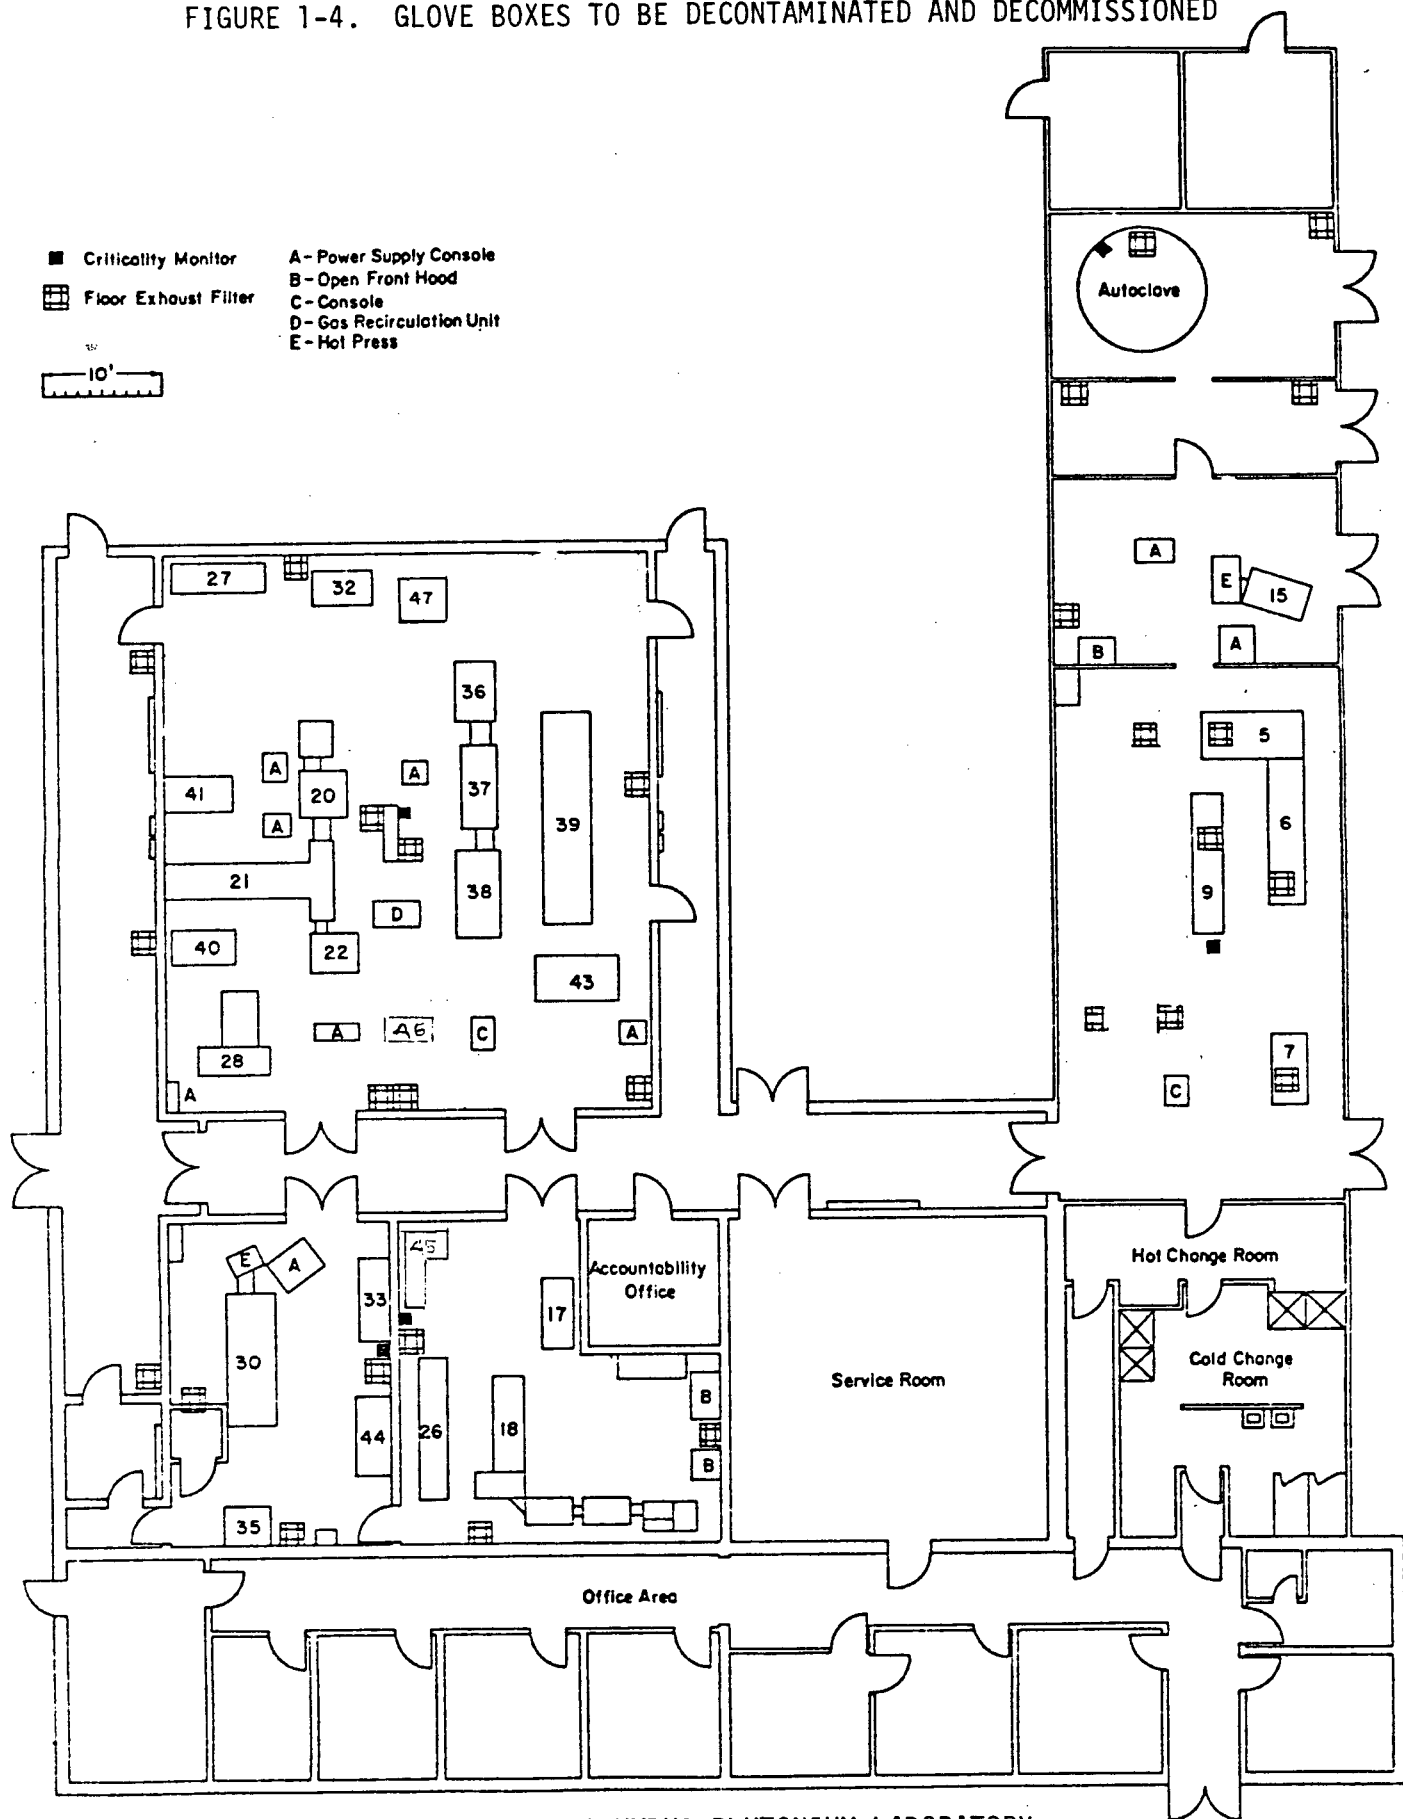 FIGURE 1-4. GLOVE BOXES TO BE DECONTAMINATED AND DECOMMISSIONED
Criticality Monitor
Floor Exhaust Filter
10'
A - Power Supply Console
B - Open Front Hood
C - Console
D - Gas Recirculation Unit
E - Hot Press
Autoclave
A
E
15
B
A
27
32
47
36
5
A
A
41
20
37
A
39
6
21
38
9
D
40
22
43
A
46
C
A
28
A
7
C
E
A
45
Accountability
Office
Hot Change Room
33
17
30
Service Room
Cold Change
Room
B
44
26
18
B
35
Office Area
PLUTONIUM LABORATORY